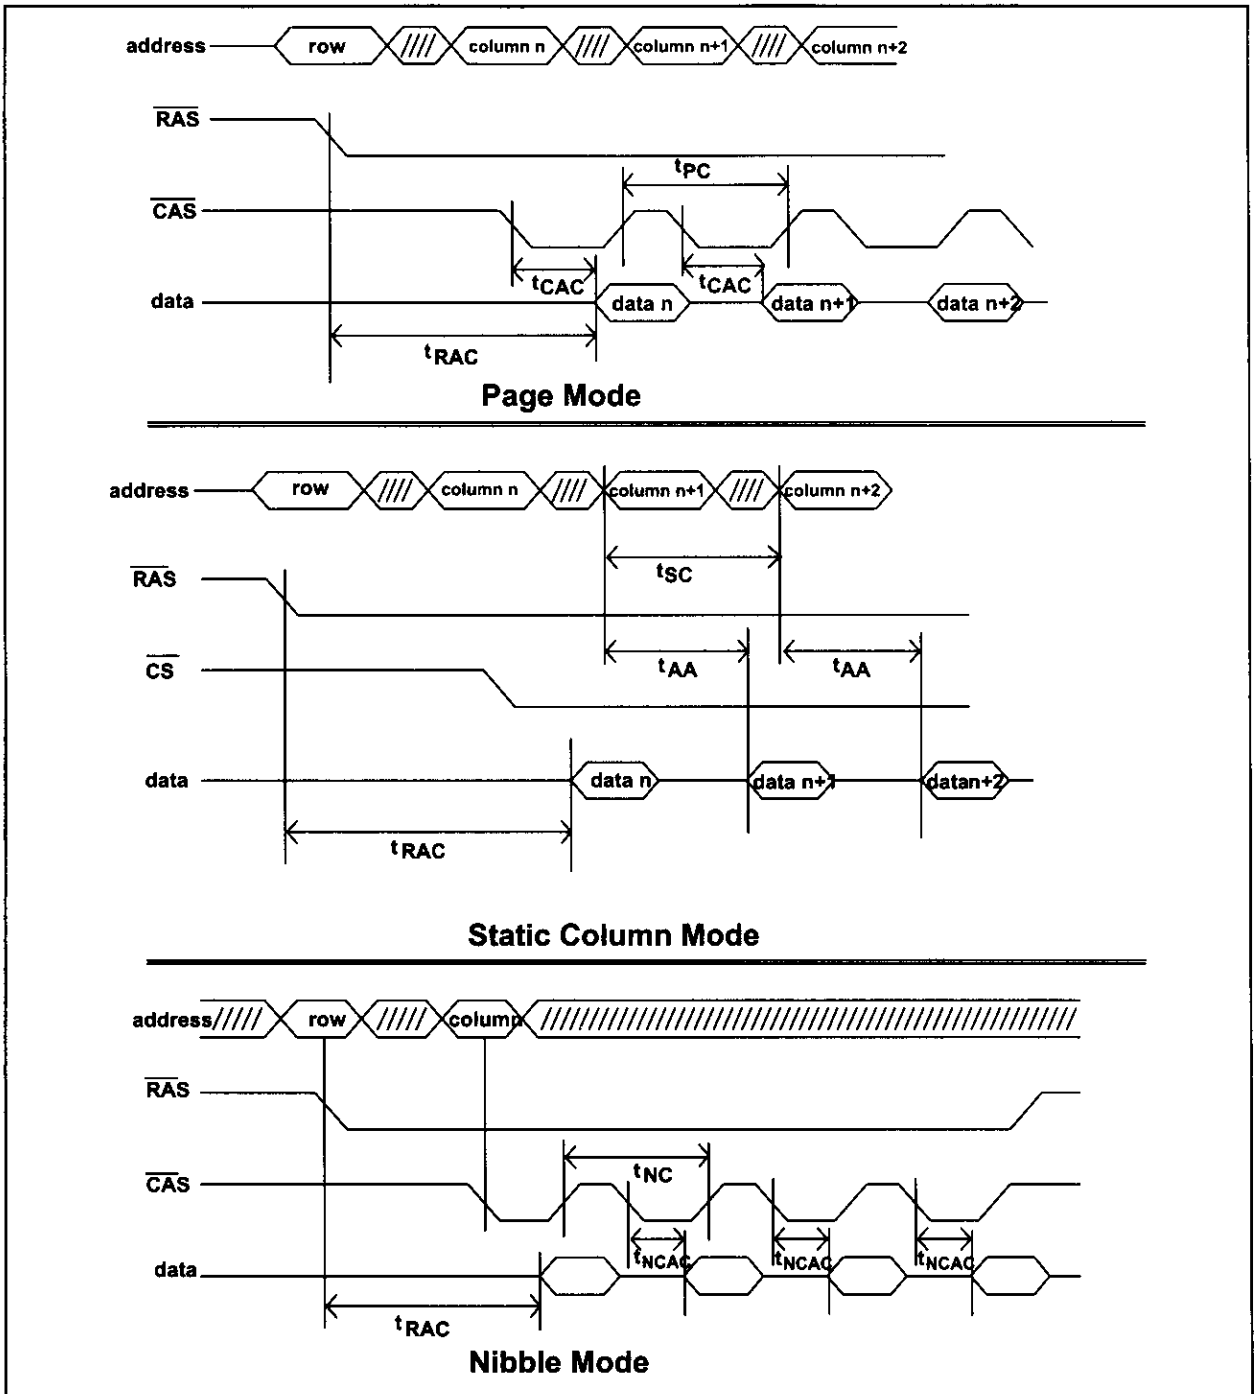 address row //// column n //// column n+1 //// column n+2
RAS
tPC
CAS
tCAC tCAC
data data n data n+1 data n+2
tRAC
Page Mode
address row //// column n //// column n+1 //// column n+2
RAS
tSC
CS
tAA tAA
data data n data n+1 datan+2
tRAC
Static Column Mode
address ///// row ///// column
RAS
CAS
tNC
tNCAC tNCAC tNCAC
data
tRAC
Nibble Mode